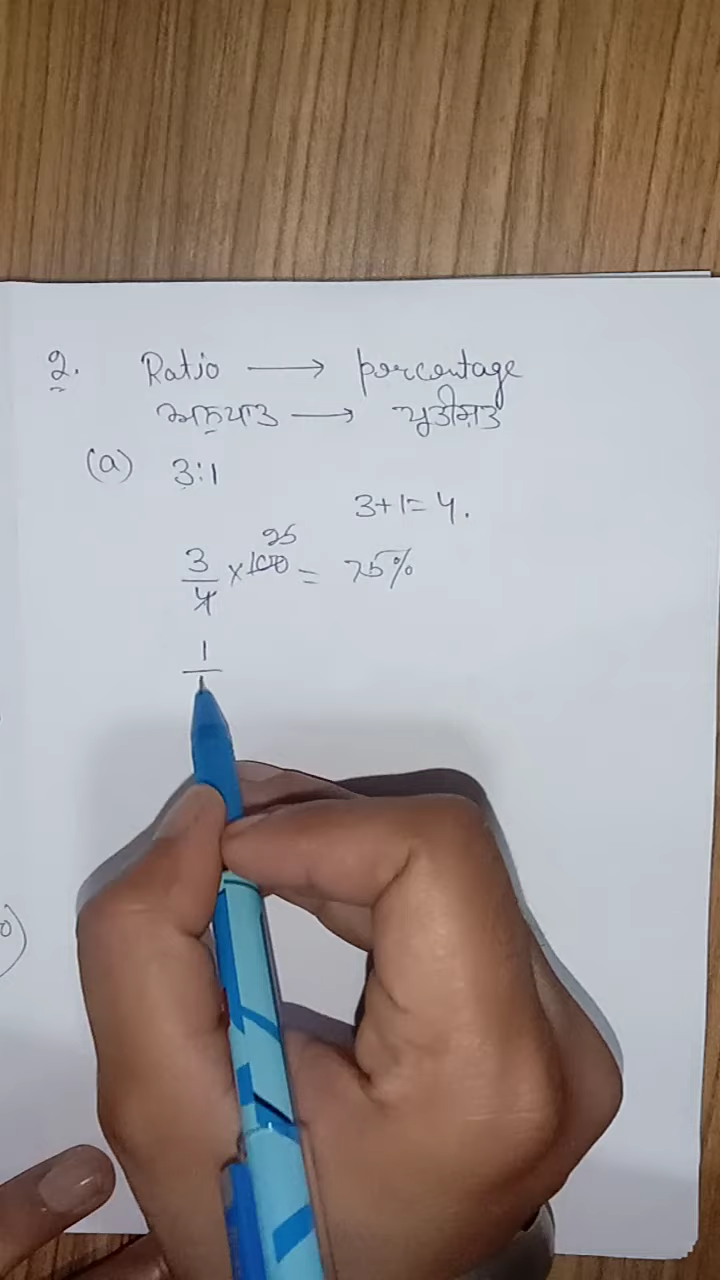 2. Ratio → percentage
ਅਨੁਪਾਤ → ਪ੍ਰਤੀਸ਼ਤ
(a) 3:1
3+1=4.
25
3/4 × 100 = 75%
1